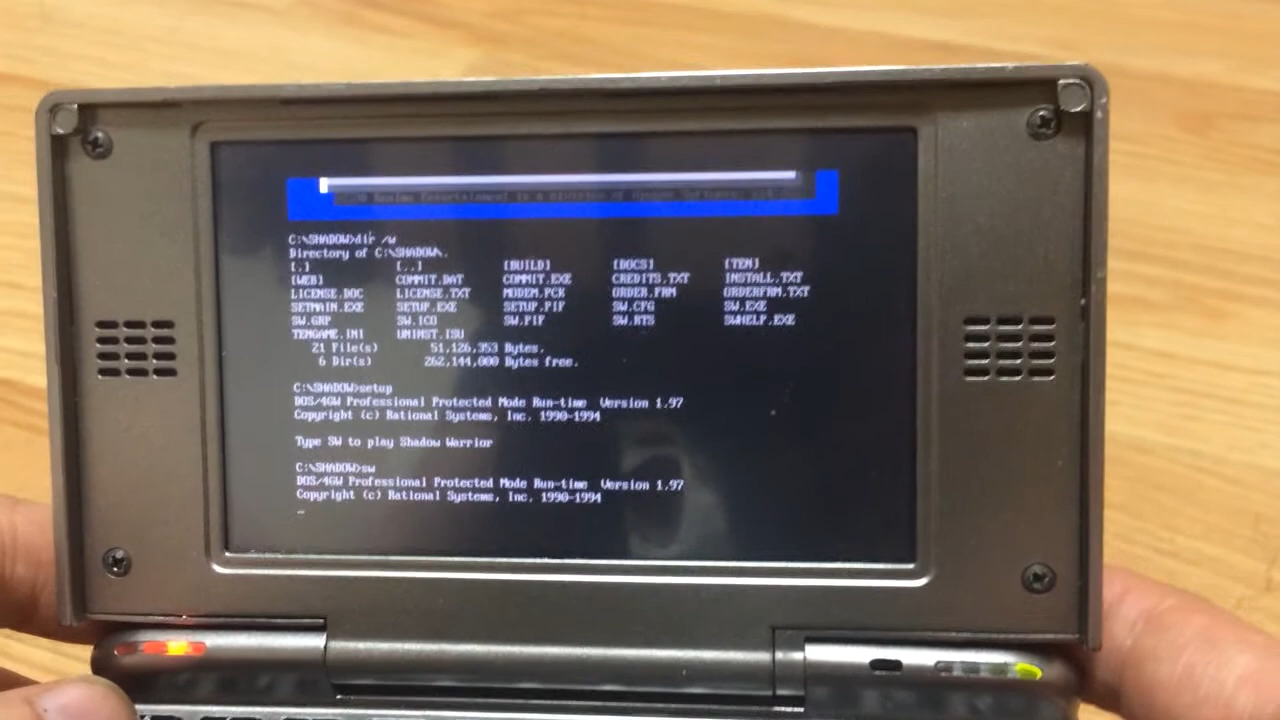 C:\SHADOW>dir /w
Directory of C:\SHADOW\.
[.] [..] [BUILD] [DOCS] [TEN]
[WEB] COMMIT.DAT COMMIT.EXE CREDITS.TXT INSTALL.TXT
LICENSE.DOC LICENSE.TXT MODEM.PCK ORDER.FRM ORDERFRM.TXT
SETMAIN.EXE SETUP.EXE SETUP.PIF SW.CFG SW.EXE
SW.GRP SW.ICO SW.PIF SW.RTS SWHELP.EXE
TENGAME.INI UNINST.ISU
21 File(s) 51,126,353 Bytes.
6 Dir(s) 262,144,000 Bytes free.
C:\SHADOW>setup
DOS/4GW Professional Protected Mode Run-time Version 1.97
Copyright (c) Rational Systems, Inc. 1990-1994
Type SW to play Shadow Warrior
C:\SHADOW>sw
DOS/4GW Professional Protected Mode Run-time Version 1.97
Copyright (c) Rational Systems, Inc. 1990-1994